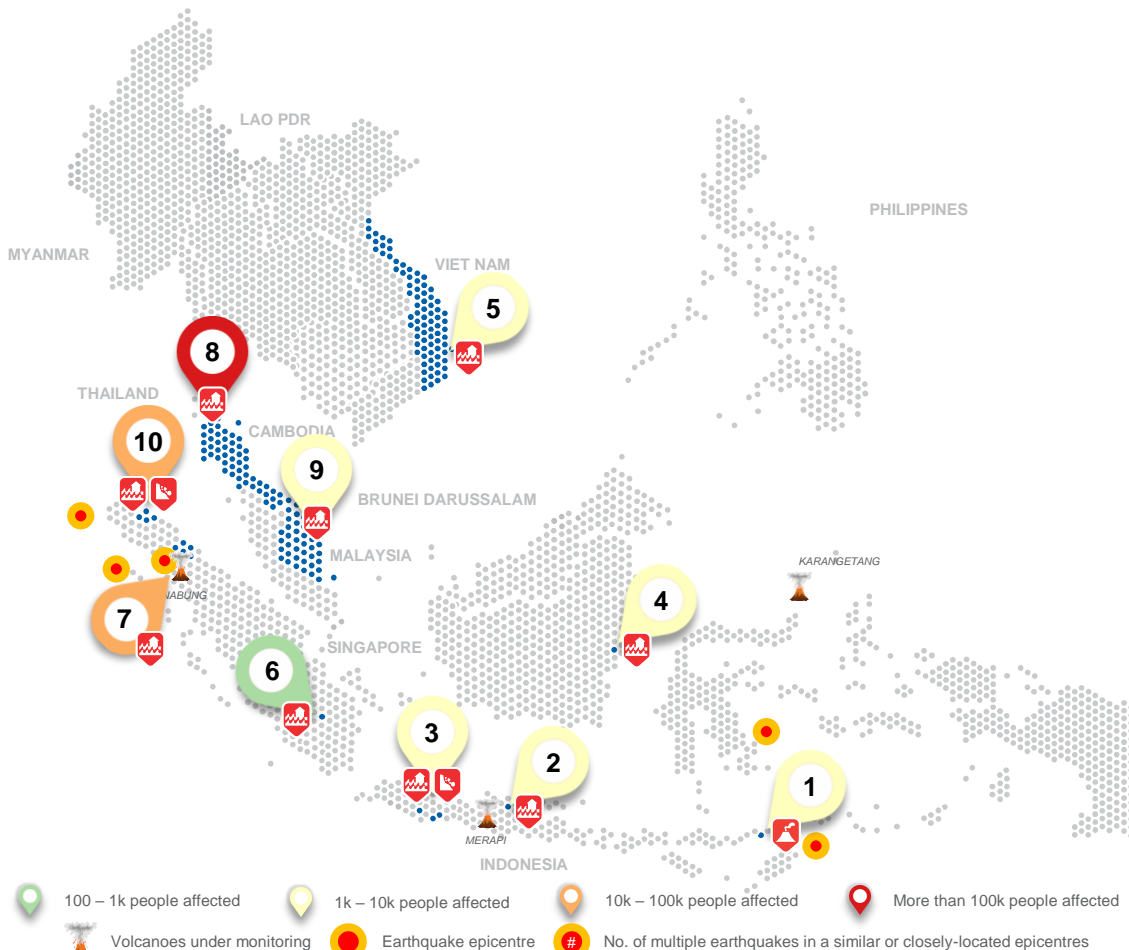 LAO PDR
PHILIPPINES
MYANMAR
VIET NAM
5
8
THAILAND
CAMBODIA
10
9
BRUNEI DARUSSALAM
MALAYSIA
KARANGETANG
NABUNG
4
7
SINGAPORE
6
3
2
1
MERAPI
INDONESIA
100 – 1k people affected
1k – 10k people affected
10k – 100k people affected
More than 100k people affected
Volcanoes under monitoring
Earthquake epicentre
# No. of multiple earthquakes in a similar or closely-located epicentres